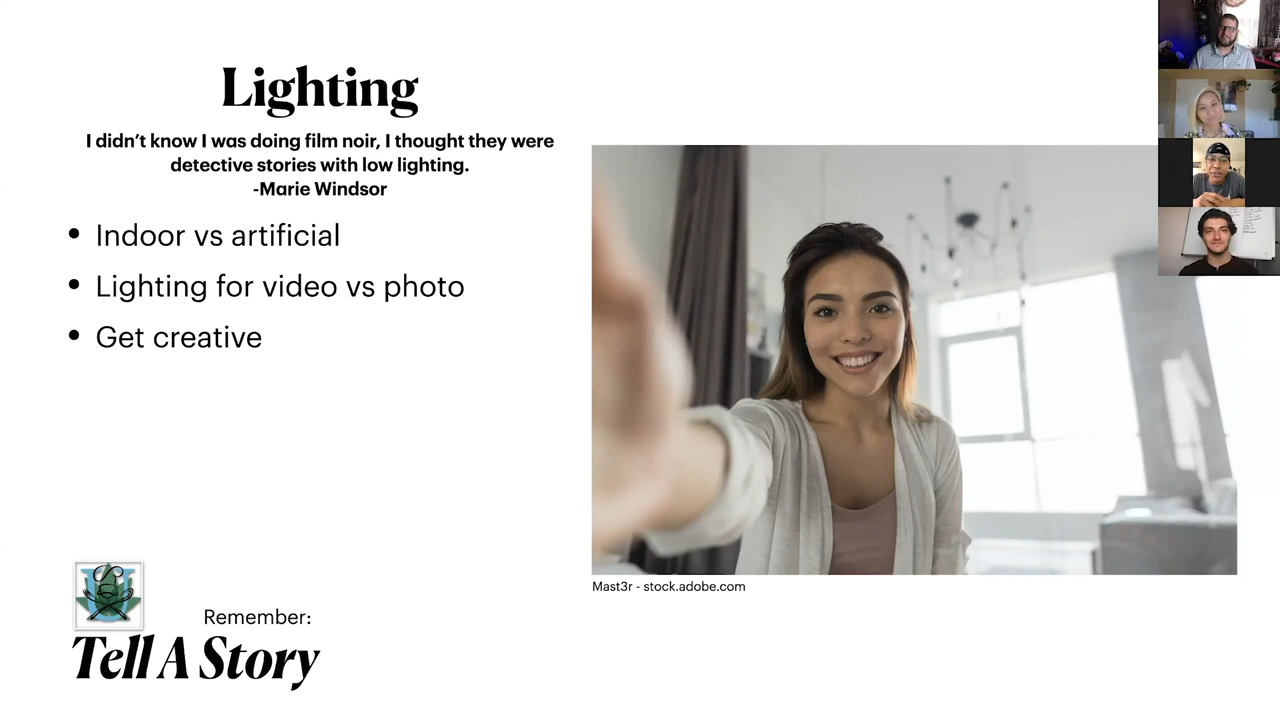 Lighting
I didn’t know I was doing film noir, I thought they were
detective stories with low lighting.
-Marie Windsor
• Indoor vs artificial
• Lighting for video vs photo
• Get creative
Mast3r - stock.adobe.com
Remember:
Tell A Story